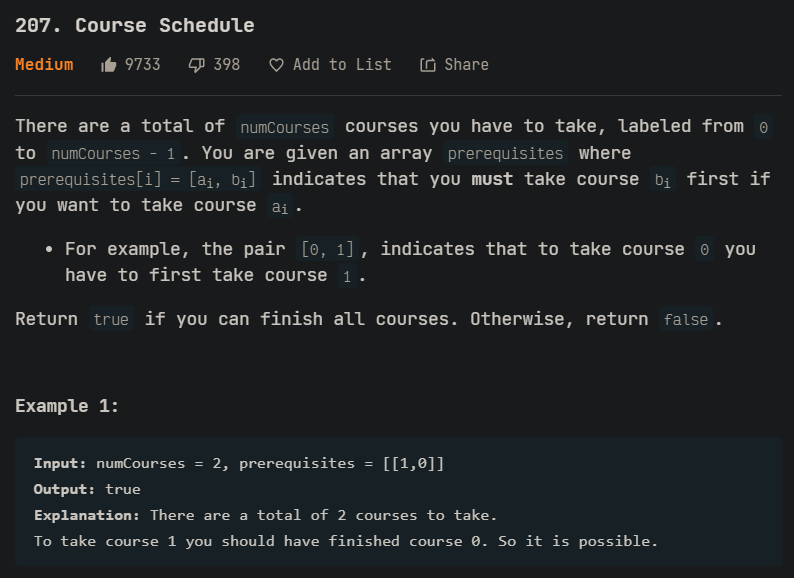 207. Course Schedule
Medium 9733 398 Add to List Share
There are a total of numCourses courses you have to take, labeled from 0
to numCourses - 1. You are given an array prerequisites where
prerequisites[i] = [ai, bi] indicates that you must take course bi first if
you want to take course ai.
• For example, the pair [0, 1], indicates that to take course 0 you
have to first take course 1.
Return true if you can finish all courses. Otherwise, return false.
Example 1:
Input: numCourses = 2, prerequisites = [[1,0]]
Output: true
Explanation: There are a total of 2 courses to take.
To take course 1 you should have finished course 0. So it is possible.